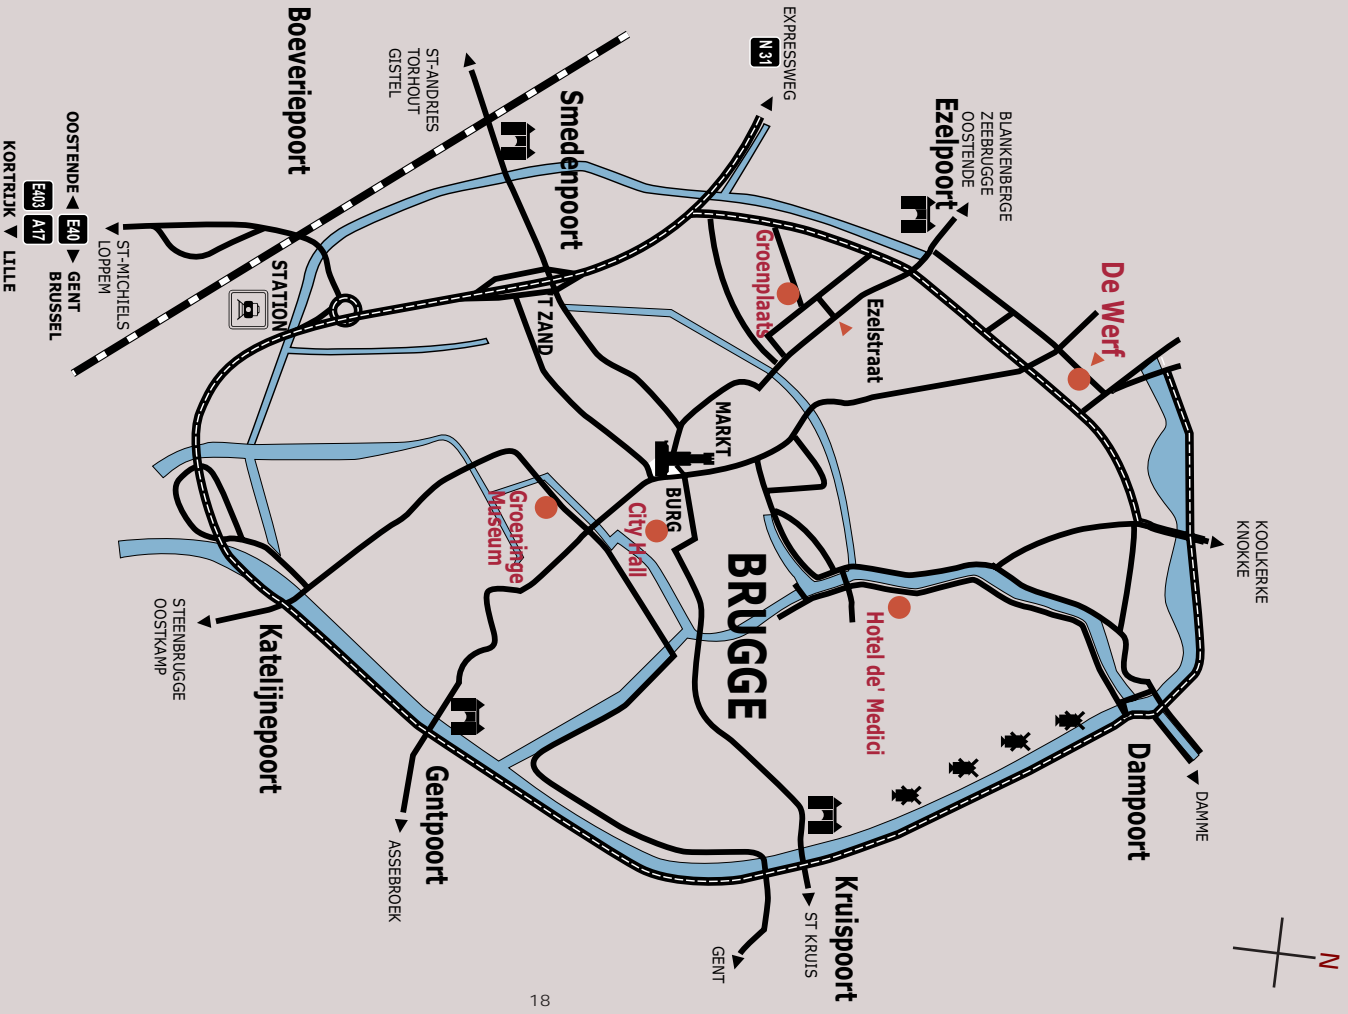 N
KOOLKERKE
KNOKKE
DAMME
Dampoort
De Werf
BLANKENBERGE
ZEEBRUGGE
OOSTENDE
Ezelpoort
Ezelstraat
Hotel de' Medici
Kruispoort
ST KRUIS
EXPRESSWEG
N 31
Groenplaats
BRUGGE
MARKT
GENT
BURG
City Hall
Smedenpoort
'T ZAND
Groeninge
Museum
ST-ANDRIES
TORHOUT
GISTEL
Gentpoort
ASSEBROEK
Boeveriepoort
STATION
Katelijnepoort
STEENBRUGGE
OOSTKAMP
ST-MICHIELS
LOPPEM
OOSTENDE
E40
GENT
BRUSSEL
E403
A17
KORTRIJK
LILLE
18